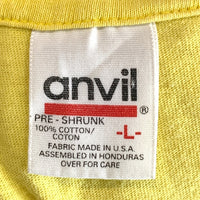 anvil
®
PRE - SHRUNK
100% COTTON/
COTON
-L-
FABRIC MADE IN U.S.A.
ASSEMBLED IN HONDURAS
OVER FOR CARE